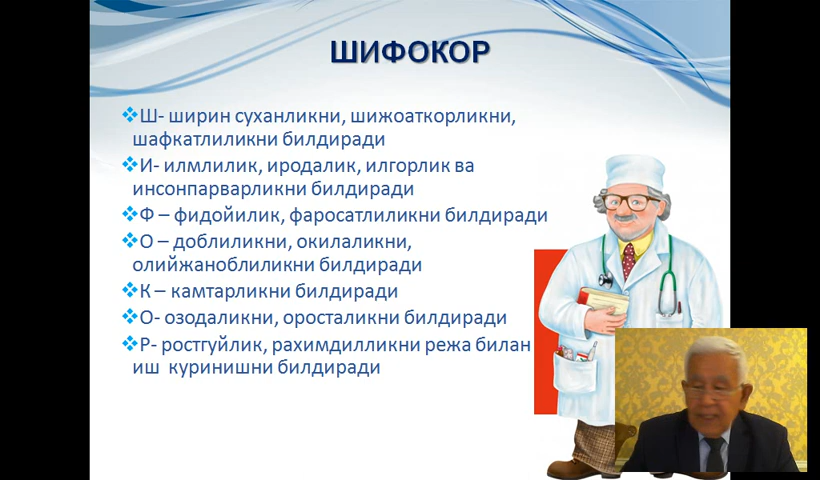 ШИФОКОР
Ш- ширин суханликни, шижоаткорликни,
шафкатлиликни билдиради
И- илмлилик, иродалик, илгорлик ва
инсонпарварликни билдиради
Ф – фидойилик, фаросатлиликни билдиради
О – доблиликни, окилаликни,
олийжаноблиликни билдиради
К – камтарликни билдиради
О- озодаликни, оросталикни билдиради
Р- ростгуйлик, рахимдилликни режа билан
иш куринишни билдиради